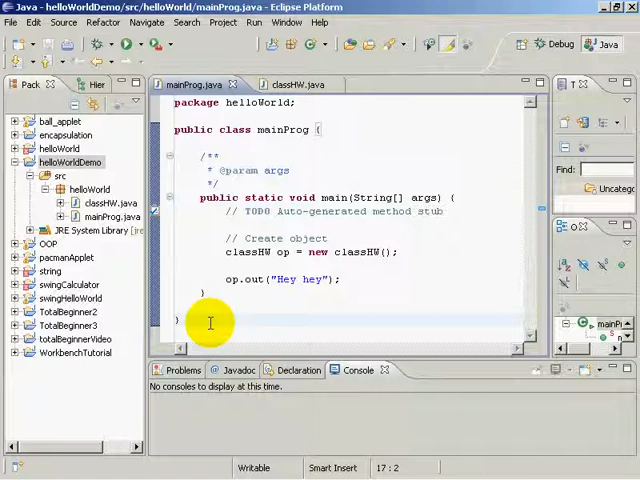 Java - helloWorldDemo/src/helloWorld/mainProg.java - Eclipse Platform
File Edit Source Refactor Navigate Search Project Run Window Help
Debug Java
Pack Hier
ball_applet
encapsulation
helloWorld
helloWorldDemo
src
helloWorld
classHW.java
mainProg.java
JRE System Library
OOP
pacmanApplet
string
swingCalculator
swingHelloWorld
TotalBeginner2
TotalBeginner3
totalBeginnerVideo
WorkbenchTutorial
mainProg.java classHW.java
package helloWorld;
public class mainProg {
/**
* @param args
*/
public static void main(String[] args) {
// TODO Auto-generated method stub
// Create object
classHW op = new classHW();
op.out("Hey hey");
}
}
T
Find:
Uncateg
O
mainPr
Problems Javadoc Declaration Console
No consoles to display at this time.
Writable Smart Insert 17 : 2